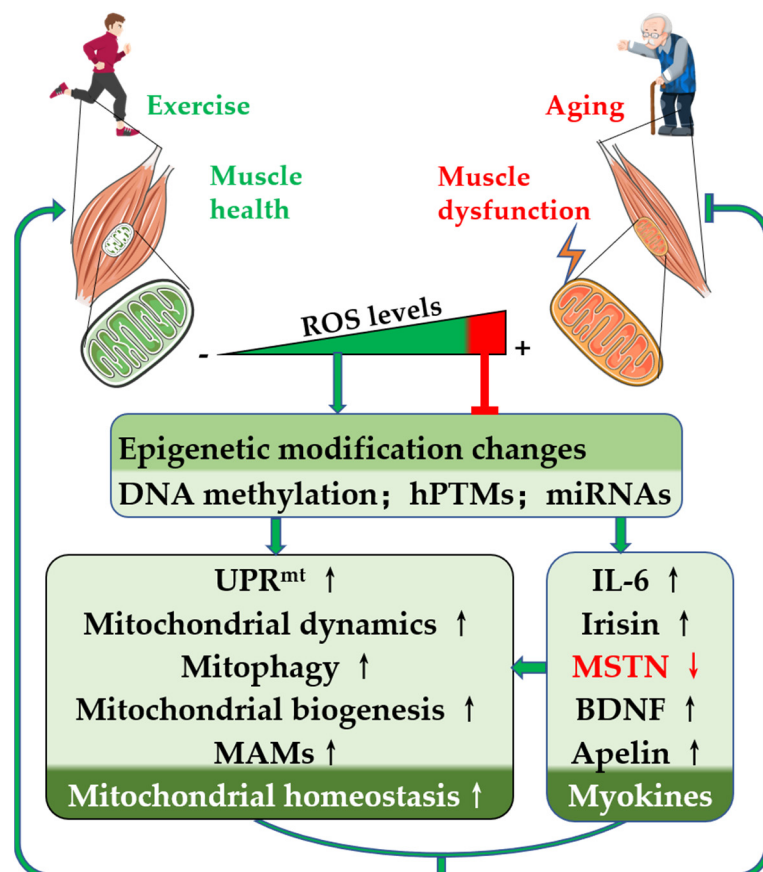 Exercise
Aging
Muscle
health
Muscle
dysfunction
ROS levels
- +
Epigenetic modification changes
DNA methylation; hPTMs; miRNAs
UPRmt ↑
Mitochondrial dynamics ↑
Mitophagy ↑
Mitochondrial biogenesis ↑
MAMs ↑
Mitochondrial homeostasis ↑
IL-6 ↑
Irisin ↑
MSTN ↓
BDNF ↑
Apelin ↑
Myokines